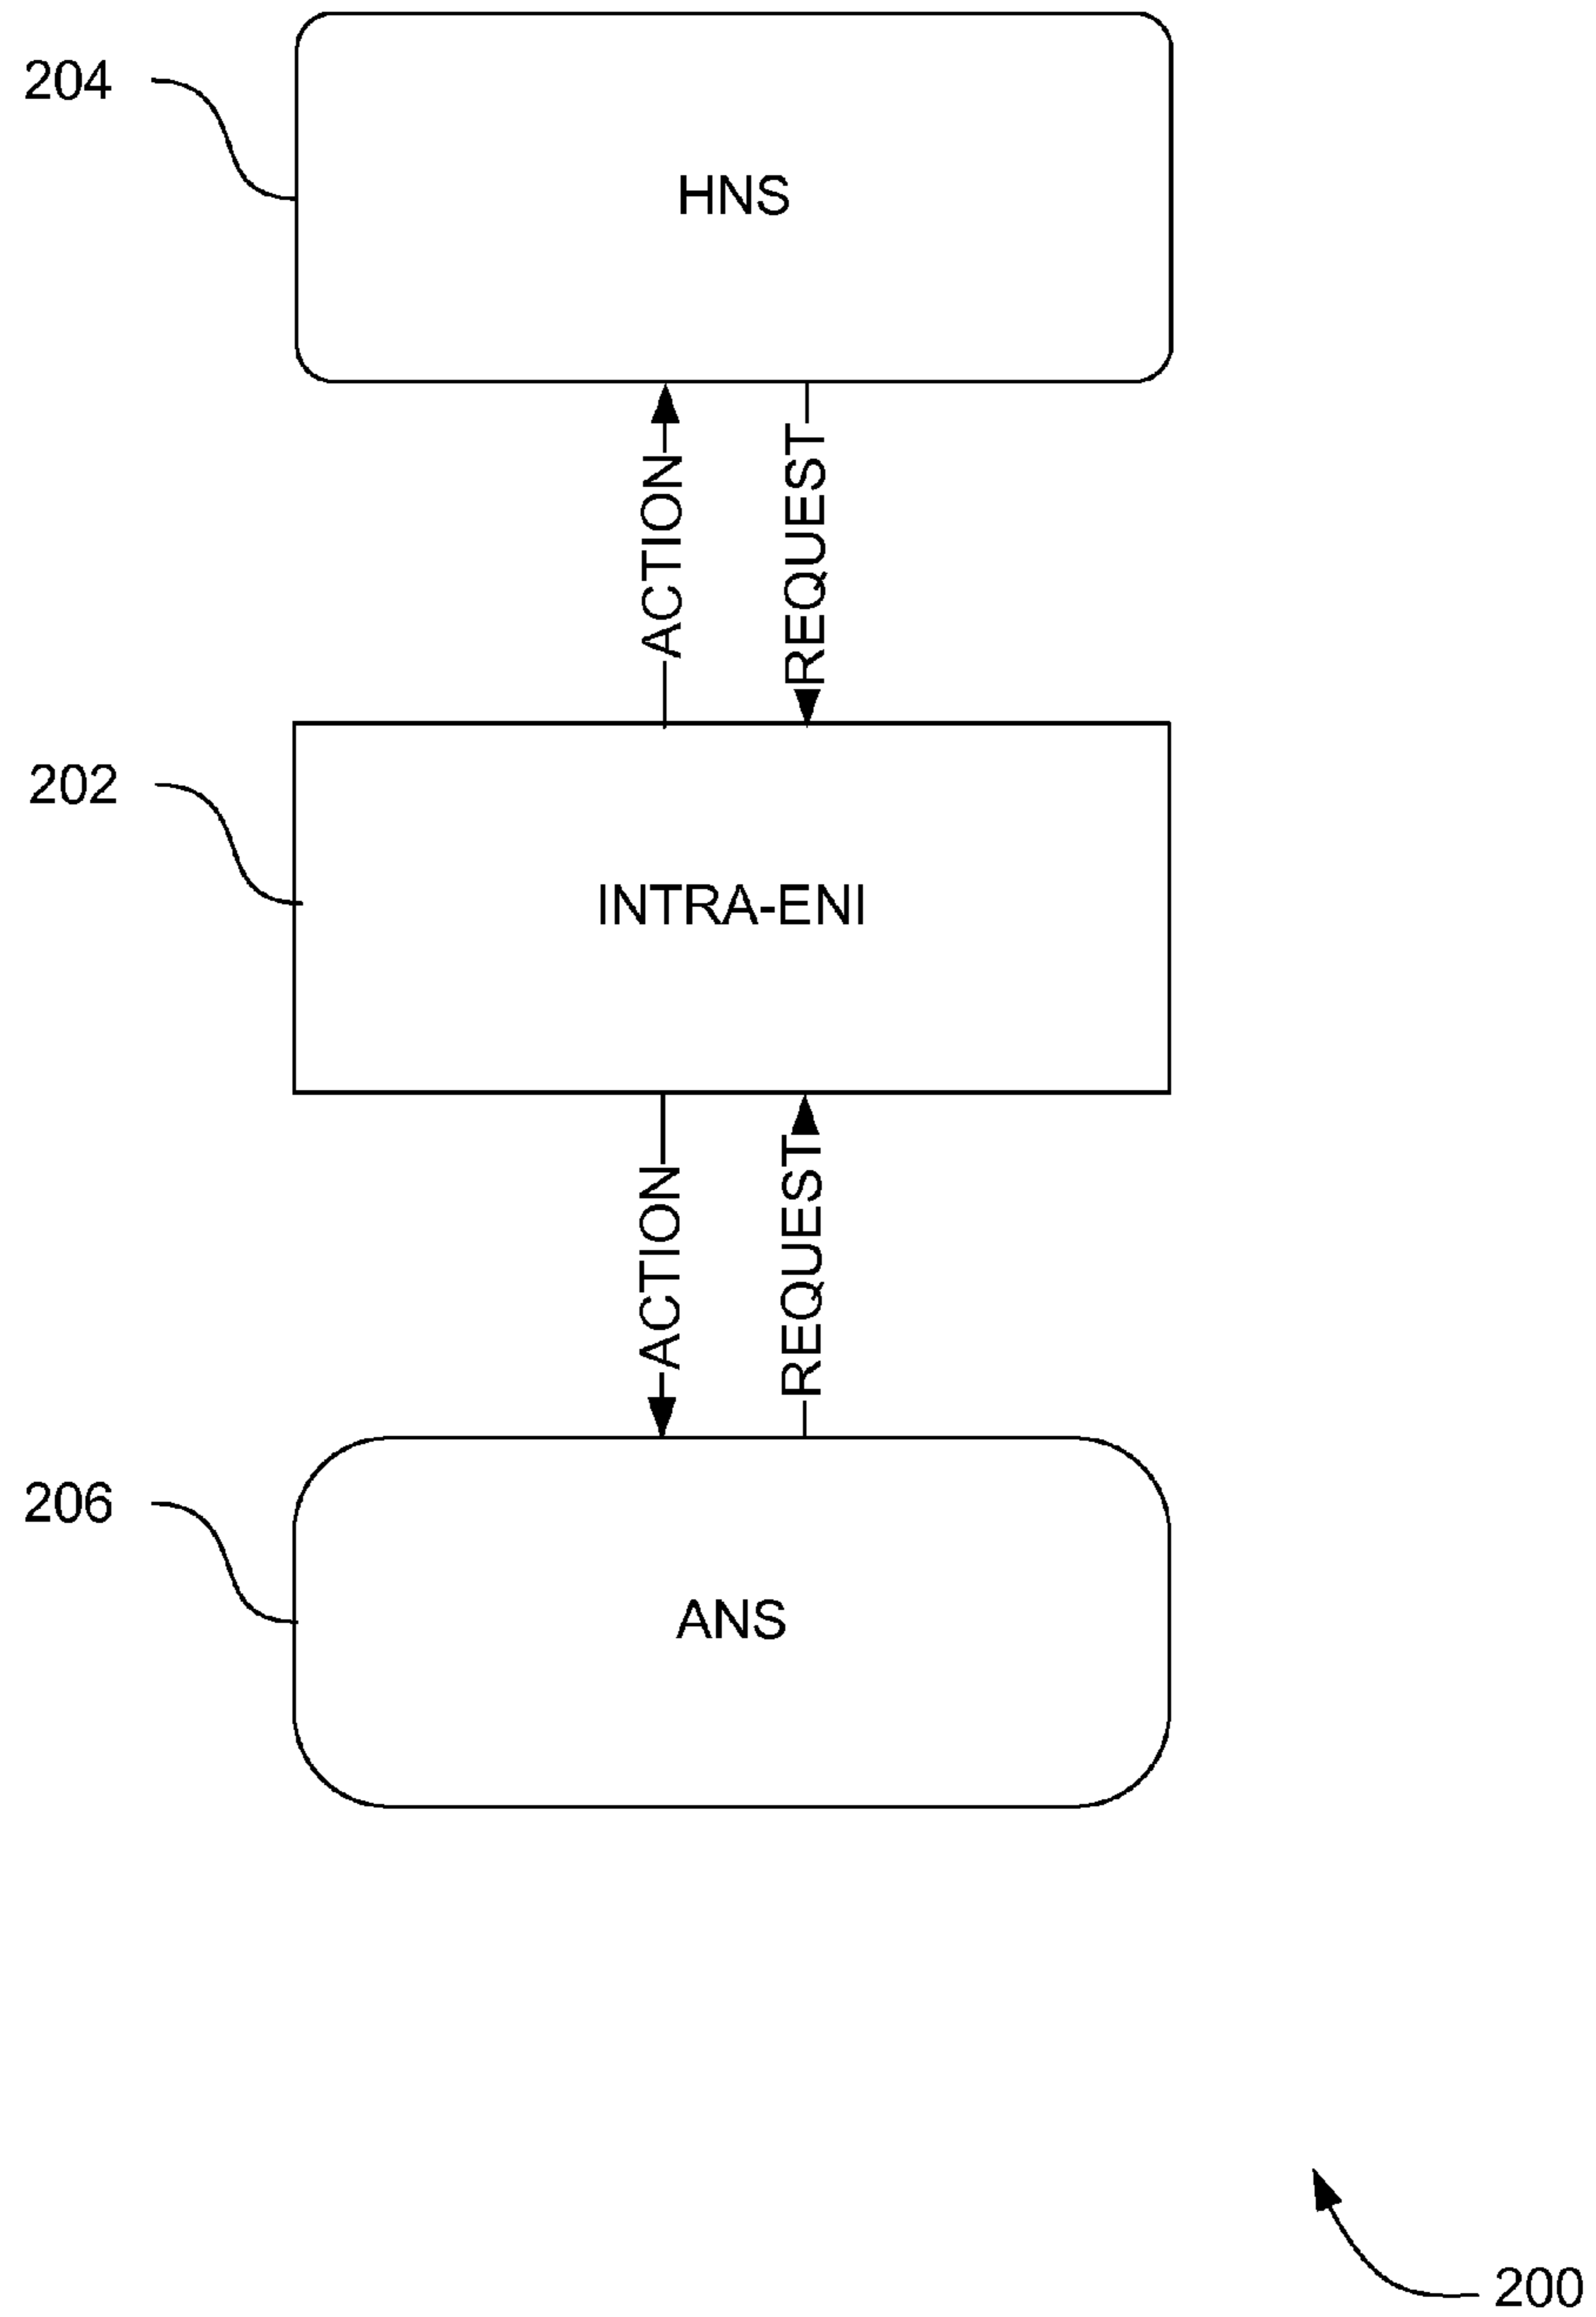 204
HNS
ACTION
REQUEST
202
INTRA-ENI
ACTION
REQUEST
206
ANS
200